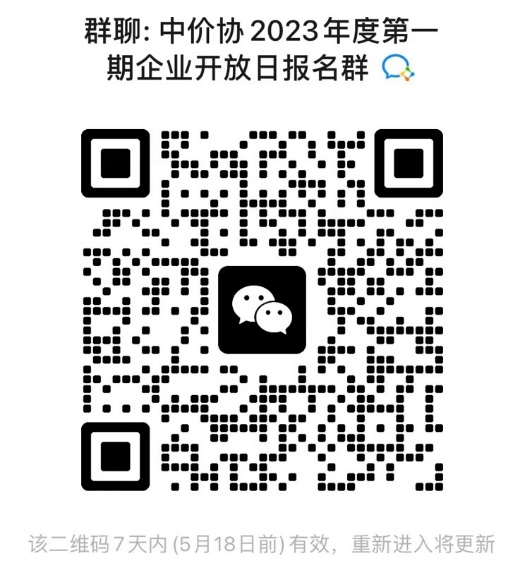 群聊: 中价协 2023 年度第一
期企业开放日报名群
该二维码 7 天内 (5月18日前) 有效，重新进入将更新